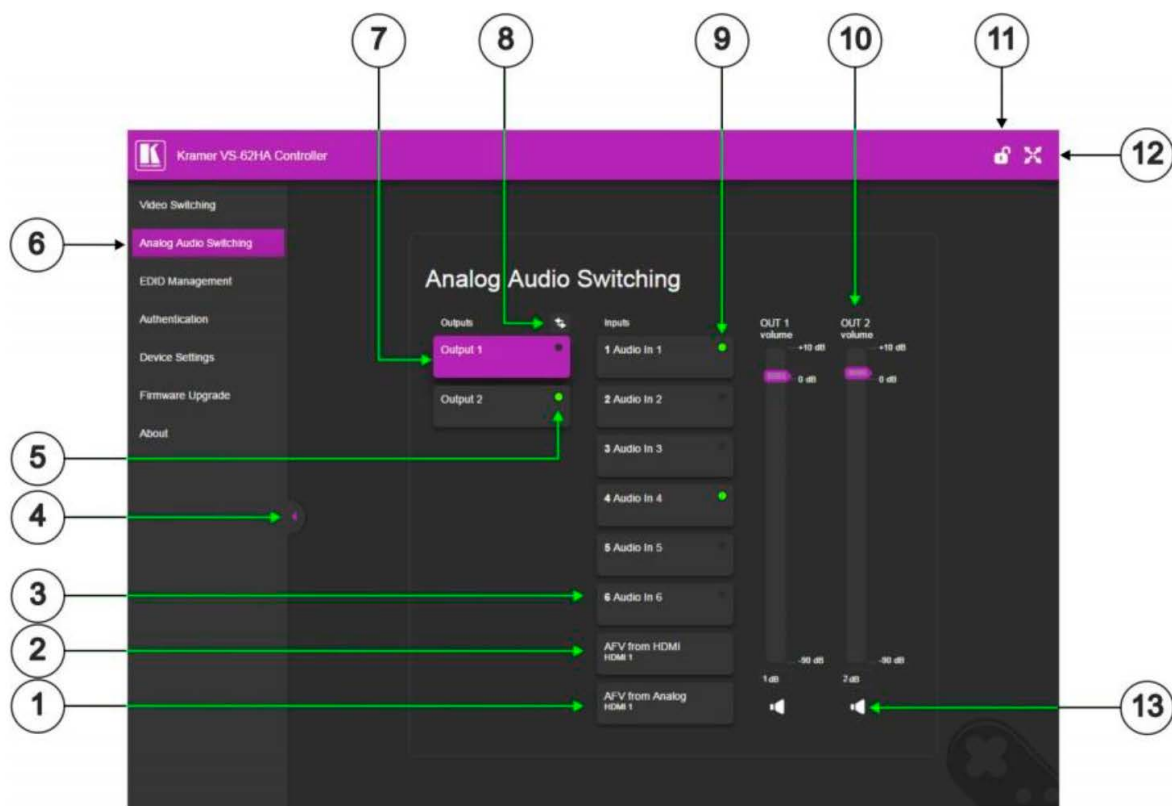 7
8
9
10
11
12
Kramer VS-62HA Controller
Video Switching
6
Analog Audio Switching
EDID Management
Authentication
Device Settings
Firmware Upgrade
About
5
4
3
2
1
Analog Audio Switching
Outputs
Output 1
Output 2
Inputs
1 Audio In 1
2 Audio In 2
3 Audio In 3
4 Audio In 4
5 Audio In 5
6 Audio In 6
AFV from HDMI
HDMI 1
AFV from Analog
HDMI 1
OUT 1
volume
+10 dB
0 dB
-90 dB
1 dB
OUT 2
volume
+10 dB
0 dB
-90 dB
2 dB
13